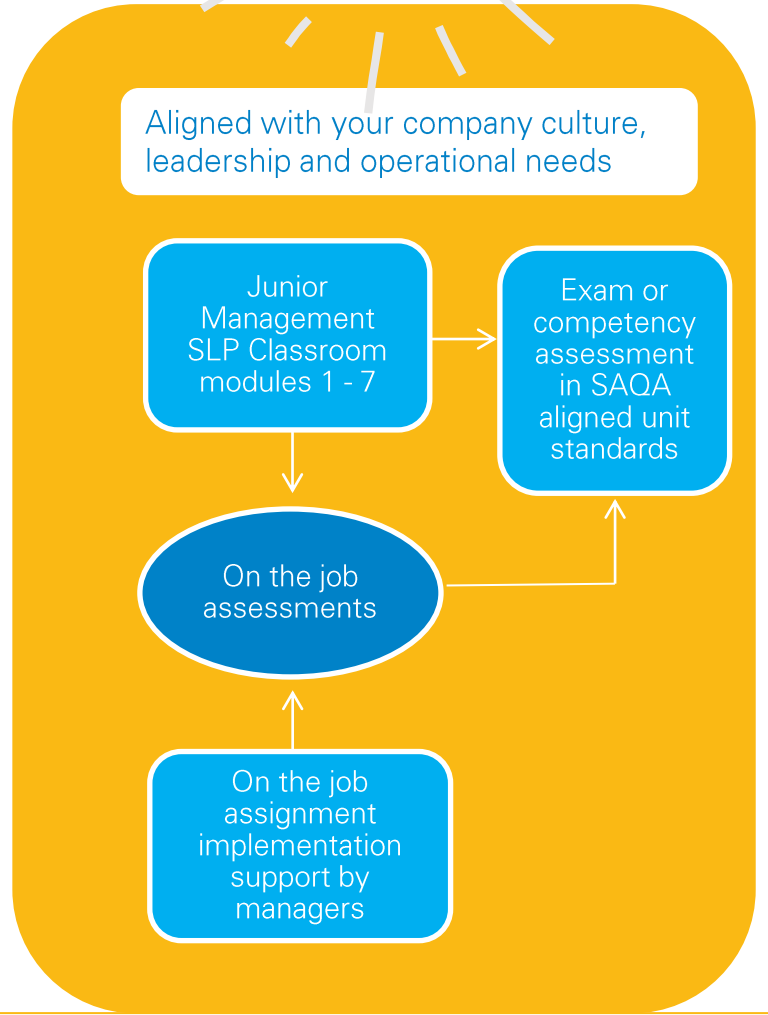 Aligned with your company culture,
leadership and operational needs
Junior
Management
SLP Classroom
modules 1 - 7
Exam or
competency
assessment
in SAQA
aligned unit
standards
On the job
assessments
On the job
assignment
implementation
support by
managers